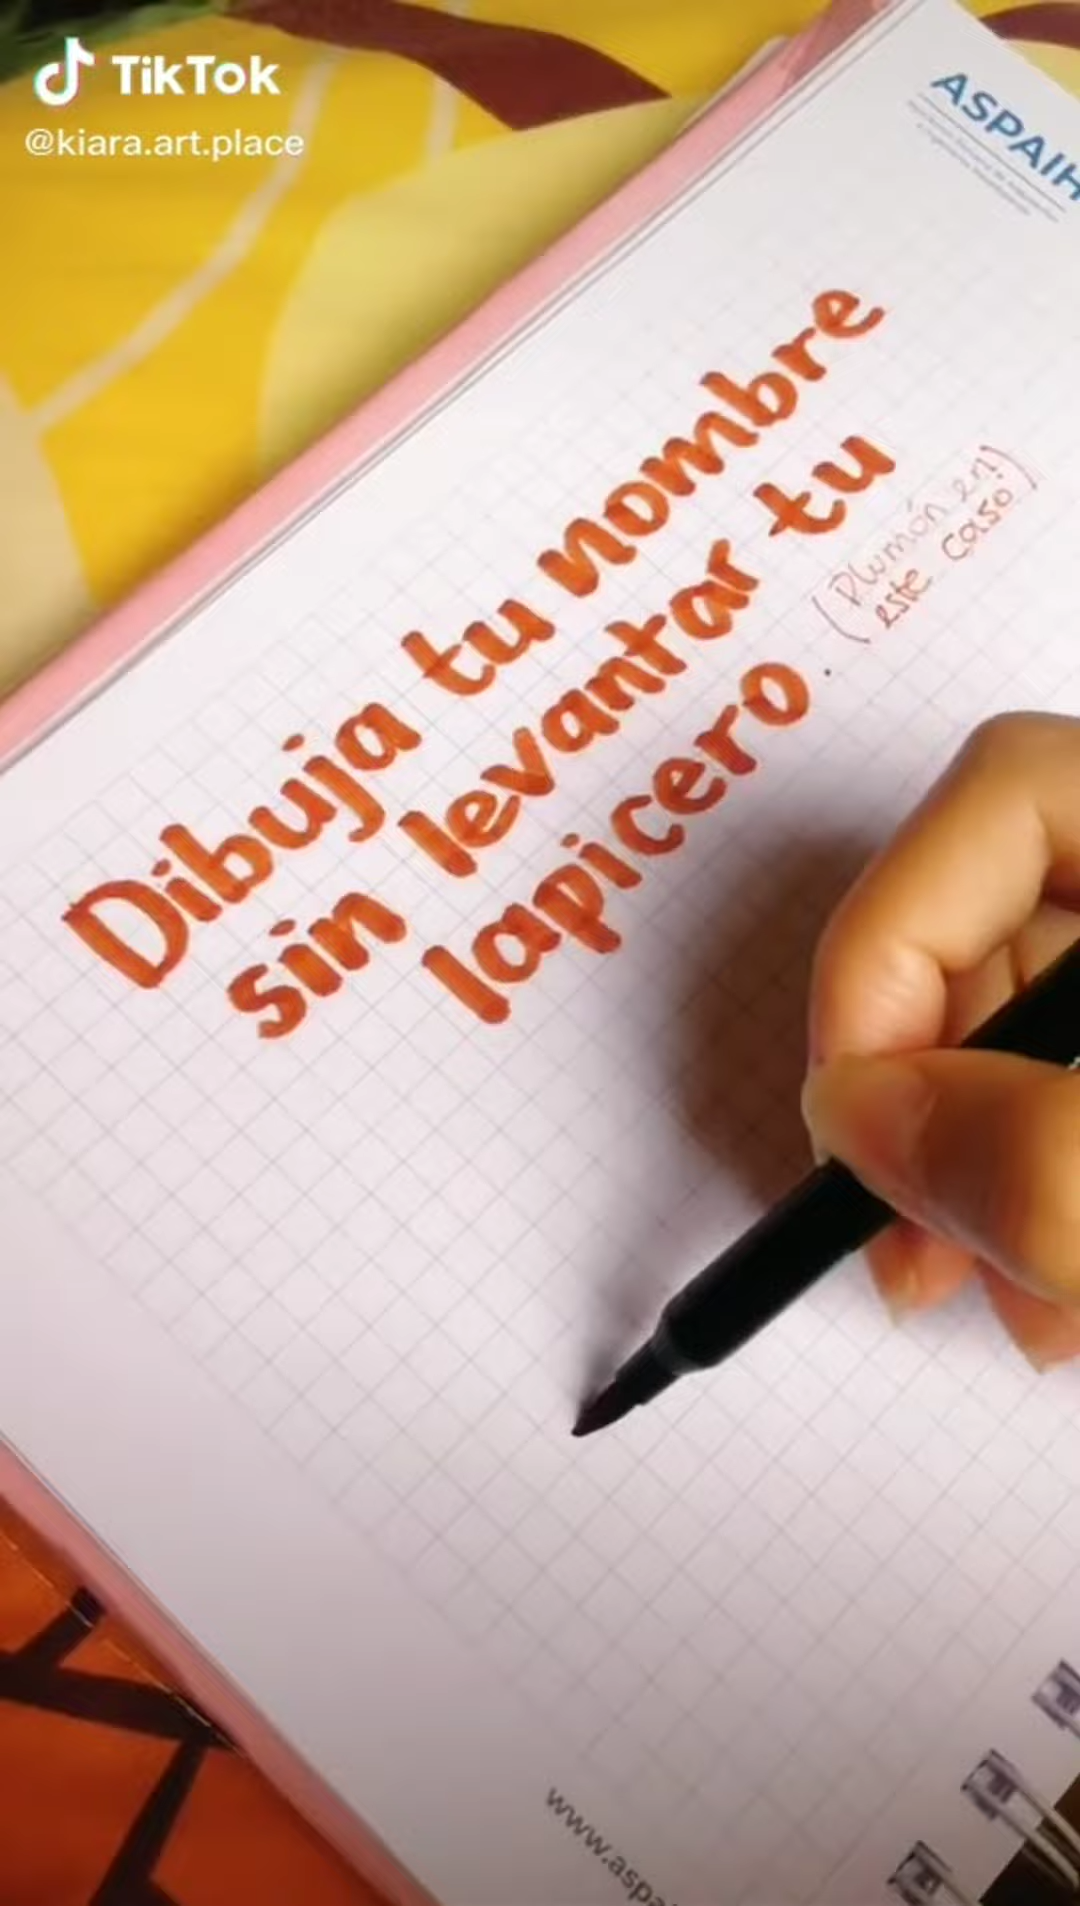 TikTok
@kiara.art.place
ASPAIH
Dibuja tu nombre
sin levantar tu
lapicero.
(Plumón en
este caso)
www.aspa